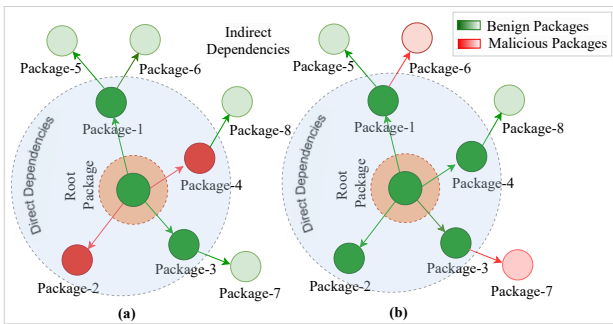 Indirect
Dependencies
Benign Packages
Malicious Packages
Package-5
Package-6
Package-1
Package-8
Direct Dependencies
Root
Package
Package-4
Package-3
Package-2
Package-7
(a)
Package-5
Package-6
Package-1
Package-8
Direct Dependencies
Root
Package
Package-4
Package-3
Package-2
Package-7
(b)